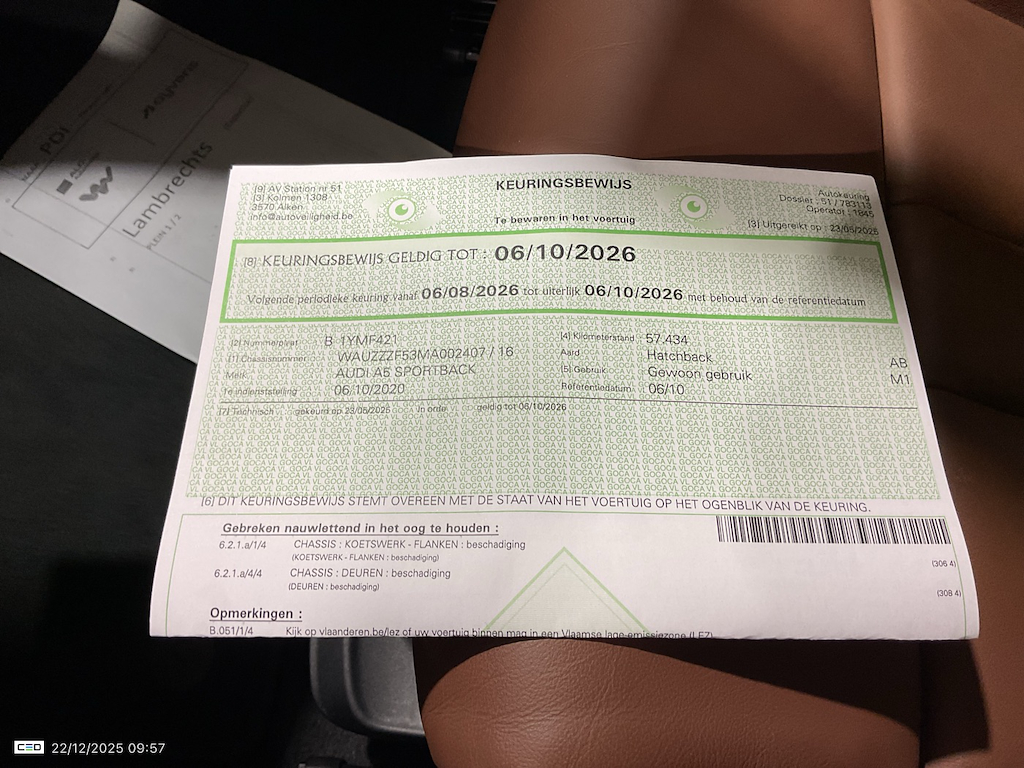 PDI
Lambrechts
PLEIN 1 / 2
[9] AV Station nr 51
[3] Kolmen 1308
3570 Alken
info@autoveiligheid.be
KEURINGSBEWIJS
Te bewaren in het voertuig
Autokeuring
Dossier : 51 / 783113
Operator : 1845
[3] Uitgereikt op : 23/05/2025
[8] KEURINGSBEWIJS GELDIG TOT : 06/10/2026
Volgende periodieke keuring vanaf 06/08/2026 tot uiterlijk 06/10/2026 met behoud van de referentiedatum
[2] Nummerplaat B 1YMF421
[1] Chassisnummer WAUZZZF53MA002407 / 16
Merk AUDI A5 SPORTBACK
1e indienststelling 06/10/2020
[4] Kilometerstand 57.434
Aard Hatchback AB
[5] Gebruik Gewoon gebruik M1
Referentiedatum 06/10
[7] Technisch gekeurd op 23/05/2025 In orde geldig tot 06/10/2026
[6] DIT KEURINGSBEWIJS STEMT OVEREEN MET DE STAAT VAN HET VOERTUIG OP HET OGENBLIK VAN DE KEURING.
Gebreken nauwlettend in het oog te houden :
6.2.1.a/1/4 CHASSIS : KOETSWERK - FLANKEN : beschadiging
(KOETSWERK - FLANKEN : beschadiging)
(306 4)
6.2.1.a/4/4 CHASSIS : DEUREN : beschadiging
(DEUREN : beschadiging)
(308 4)
Opmerkingen :
B.051/1/4 Kijk op vlaanderen.be/lez of uw voertuig binnen mag in een Vlaamse lage-emissiezone (LEZ)
CEO 22/12/2025 09:57